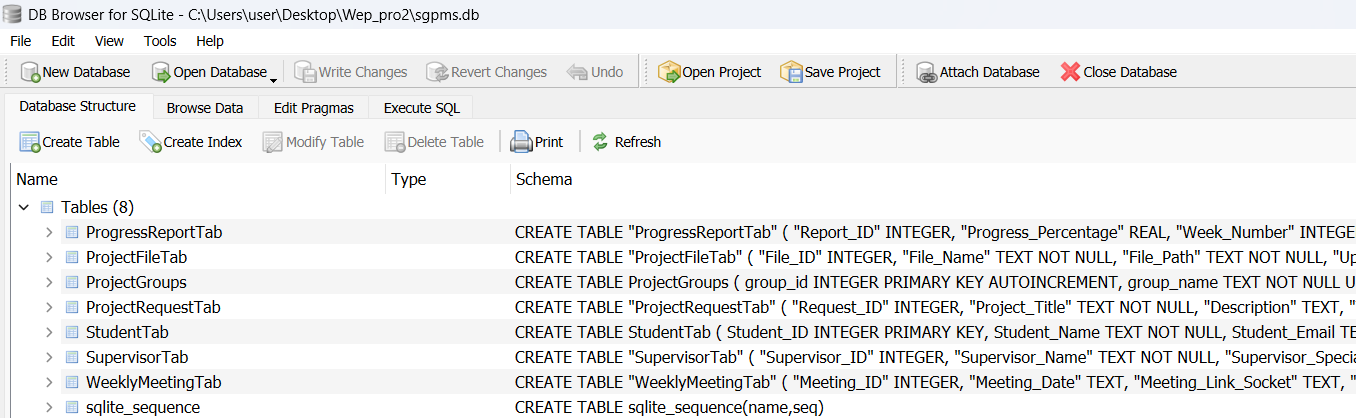 DB Browser for SQLite - C:\Users\user\Desktop\Wep_pro2\sgpms.db
File Edit View Tools Help
New Database Open Database Write Changes Revert Changes Undo Open Project Save Project Attach Database Close Database
Database Structure Browse Data Edit Pragmas Execute SQL
Create Table Create Index Modify Table Delete Table Print Refresh
Name Type Schema
Tables (8)
ProgressReportTab CREATE TABLE "ProgressReportTab" ( "Report_ID" INTEGER, "Progress_Percentage" REAL, "Week_Number" INTEGE
ProjectFileTab CREATE TABLE "ProjectFileTab" ( "File_ID" INTEGER, "File_Name" TEXT NOT NULL, "File_Path" TEXT NOT NULL, "Up
ProjectGroups CREATE TABLE ProjectGroups ( group_id INTEGER PRIMARY KEY AUTOINCREMENT, group_name TEXT NOT NULL U
ProjectRequestTab CREATE TABLE "ProjectRequestTab" ( "Request_ID" INTEGER, "Project_Title" TEXT NOT NULL, "Description" TEXT, "
StudentTab CREATE TABLE StudentTab ( Student_ID INTEGER PRIMARY KEY, Student_Name TEXT NOT NULL, Student_Email TE
SupervisorTab CREATE TABLE "SupervisorTab" ( "Supervisor_ID" INTEGER, "Supervisor_Name" TEXT NOT NULL, "Supervisor_Specia
WeeklyMeetingTab CREATE TABLE "WeeklyMeetingTab" ( "Meeting_ID" INTEGER, "Meeting_Date" TEXT, "Meeting_Link_Socket" TEXT, "
sqlite_sequence CREATE TABLE sqlite_sequence(name,seq)